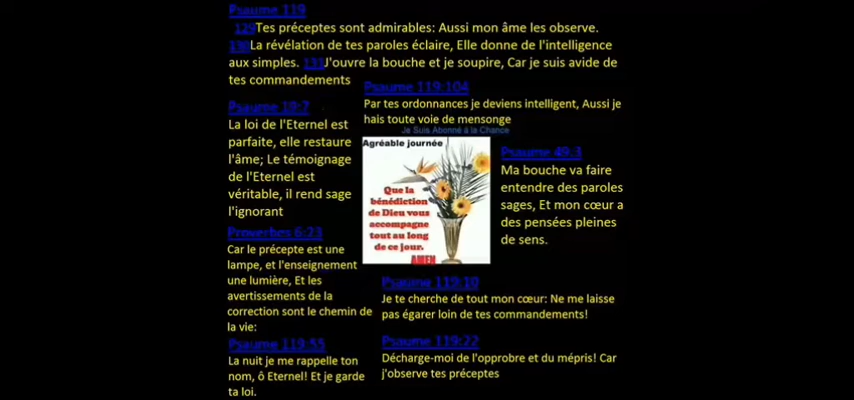 Psaume 119
129Tes préceptes sont admirables: Aussi mon âme les observe.
130La révélation de tes paroles éclaire, Elle donne de l'intelligence
aux simples. 131J'ouvre la bouche et je soupire, Car je suis avide de
tes commandements
Psaume 119:104
Par tes ordonnances je deviens intelligent, Aussi je
hais toute voie de mensonge
Je Suis Abonné à la Chance
Psaume 19:7
La loi de l'Eternel est
parfaite, elle restaure
l'âme; Le témoignage
de l'Eternel est
véritable, il rend sage
l'ignorant
Agréable journée
Que la
bénédiction
de Dieu vous
accompagne
tout au long
de ce jour.
AMEN
Psaume 49:3
Ma bouche va faire
entendre des paroles
sages, Et mon cœur a
des pensées pleines
de sens.
Proverbes 6:23
Car le précepte est une
lampe, et l'enseignement
une lumière, Et les
avertissements de la
correction sont le chemin de
la vie:
Psaume 119:10
Je te cherche de tout mon cœur: Ne me laisse
pas égarer loin de tes commandements!
Psaume 119:55
La nuit je me rappelle ton
nom, ô Eternel! Et je garde
ta loi.
Psaume 119:22
Décharge-moi de l'opprobre et du mépris! Car
j'observe tes préceptes